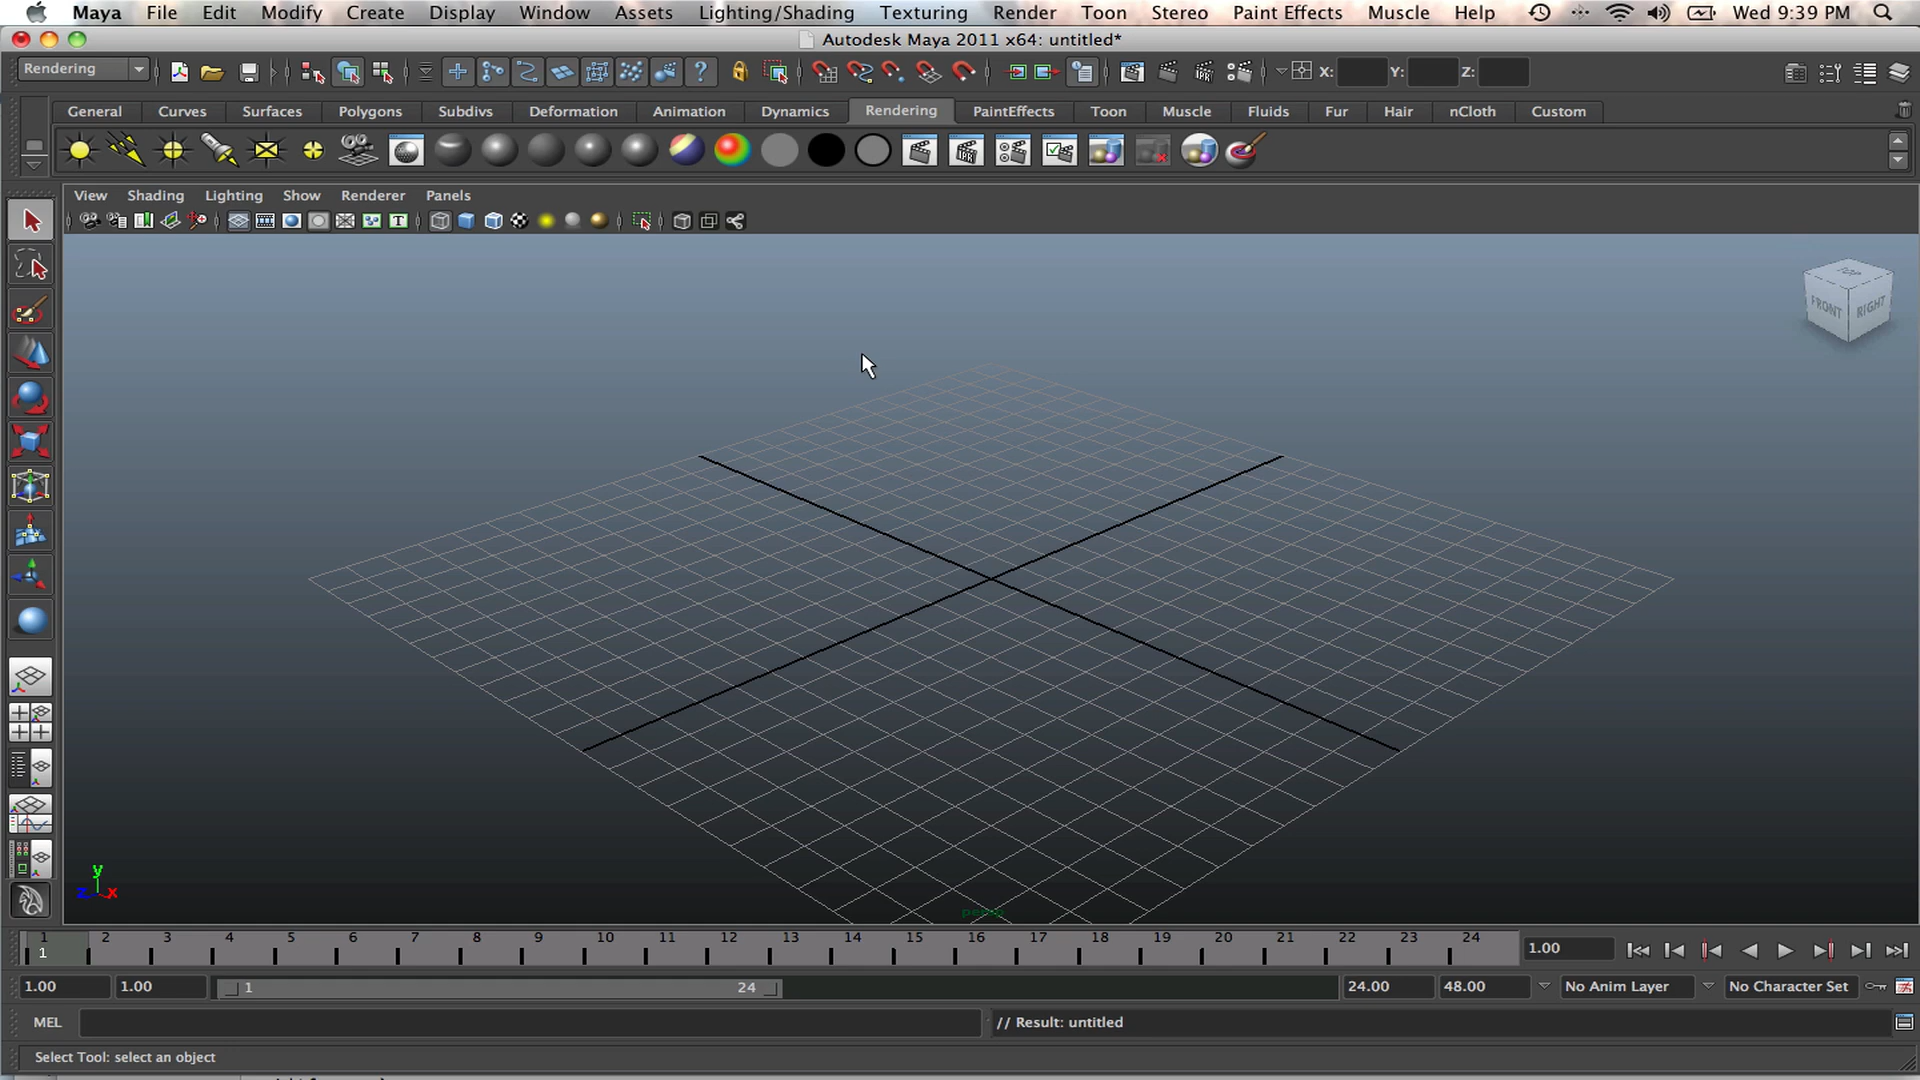 Maya File Edit Modify Create Display Window Assets Lighting/Shading Texturing Render Toon Stereo Paint Effects Muscle Help Wed 9:39 PM
Autodesk Maya 2011 x64: untitled*
Rendering X: Y: Z:
General Curves Surfaces Polygons Subdivs Deformation Animation Dynamics Rendering PaintEffects Toon Muscle Fluids Fur Hair nCloth Custom
View Shading Lighting Show Renderer Panels
TOP
FRONT RIGHT
y
z x
persp
1 2 3 4 5 6 7 8 9 10 11 12 13 14 15 16 17 18 19 20 21 22 23 24
1 1.00
1.00 1.00 1 24 24.00 48.00 No Anim Layer No Character Set
MEL // Result: untitled
Select Tool: select an object